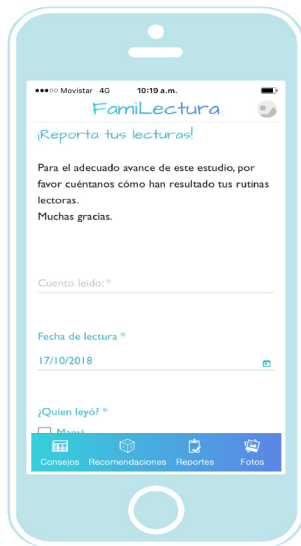 ●●●○○ Movistar 4G 10:19 a.m.
FamiLectura
¡Reporta tus lecturas!
Para el adecuado avance de este estudio, por
favor cuéntanos cómo han resultado tus rutinas
lectoras.
Muchas gracias.
Cuento leido: *
Fecha de lectura *
17/10/2018
¿Quien leyó? *
Mamá
Consejos Recomendaciones Reportes Fotos